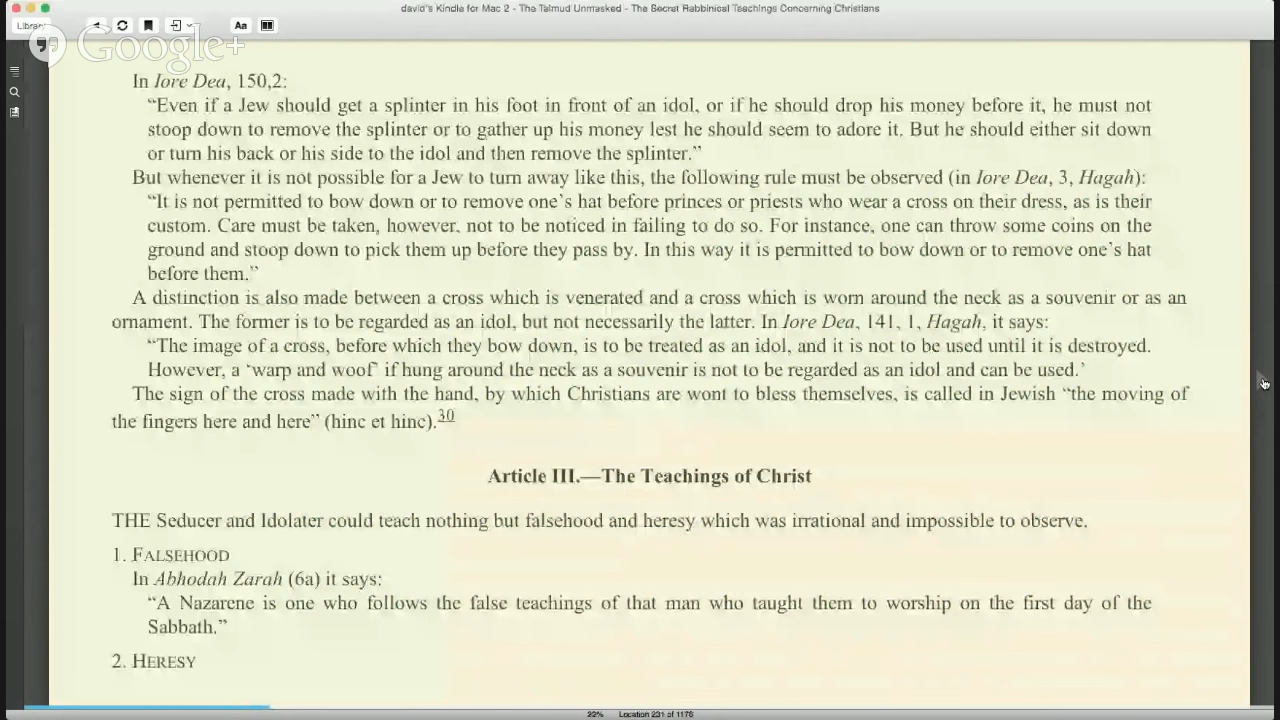 david's Kindle for Mac 2 - The Talmud Unmasked - The Secret Rabbinical Teachings Concerning Christians
Library
Aa
Google+
In Iore Dea, 150,2:
“Even if a Jew should get a splinter in his foot in front of an idol, or if he should drop his money before it, he must not
stoop down to remove the splinter or to gather up his money lest he should seem to adore it. But he should either sit down
or turn his back or his side to the idol and then remove the splinter.”
But whenever it is not possible for a Jew to turn away like this, the following rule must be observed (in Iore Dea, 3, Hagah):
“It is not permitted to bow down or to remove one’s hat before princes or priests who wear a cross on their dress, as is their
custom. Care must be taken, however, not to be noticed in failing to do so. For instance, one can throw some coins on the
ground and stoop down to pick them up before they pass by. In this way it is permitted to bow down or to remove one’s hat
before them.”
A distinction is also made between a cross which is venerated and a cross which is worn around the neck as a souvenir or as an
ornament. The former is to be regarded as an idol, but not necessarily the latter. In Iore Dea, 141, 1, Hagah, it says:
“The image of a cross, before which they bow down, is to be treated as an idol, and it is not to be used until it is destroyed.
However, a ‘warp and woof’ if hung around the neck as a souvenir is not to be regarded as an idol and can be used.’
The sign of the cross made with the hand, by which Christians are wont to bless themselves, is called in Jewish “the moving of
the fingers here and here” (hinc et hinc).30
Article III.—The Teachings of Christ
THE Seducer and Idolater could teach nothing but falsehood and heresy which was irrational and impossible to observe.
1. FALSEHOOD
In Abhodah Zarah (6a) it says:
“A Nazarene is one who follows the false teachings of that man who taught them to worship on the first day of the
Sabbath.”
2. HERESY
22% Location 231 of 1176